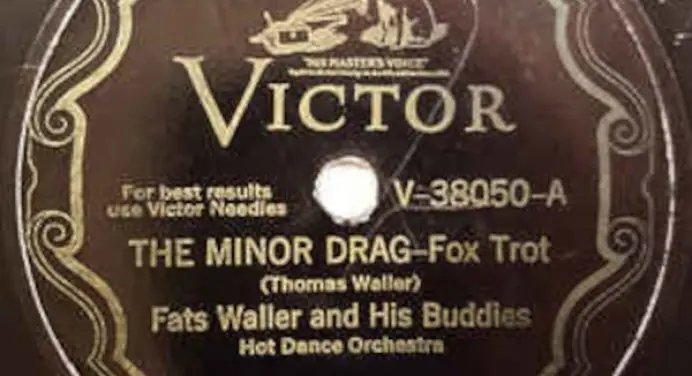 "HIS MASTER'S VOICE"
VICTOR
For best results
use Victor Needles
V-38050-A
THE MINOR DRAG-Fox Trot
(Thomas Waller)
Fats Waller and His Buddies
Hot Dance Orchestra